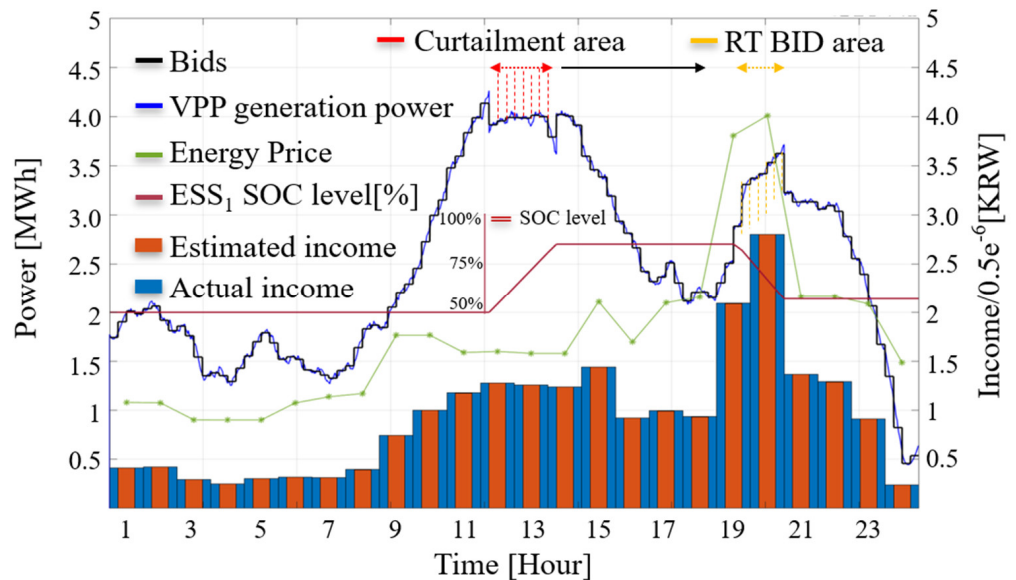 Curtailment area
RT BID area
Bids
VPP generation power
Energy Price
ESS1 SOC level[%]
Estimated income
Actual income
100%
SOC level
75%
50%
Power [MWh]
5
4.5
4.0
3.5
3.0
2.5
2
1.5
1
0.5
Income/0.5e-6[KRW]
5
4.5
4.0
3.5
3.0
2.5
2
1.5
1
0.5
1 3 5 7 9 11 13 15 17 19 21 23
Time [Hour]